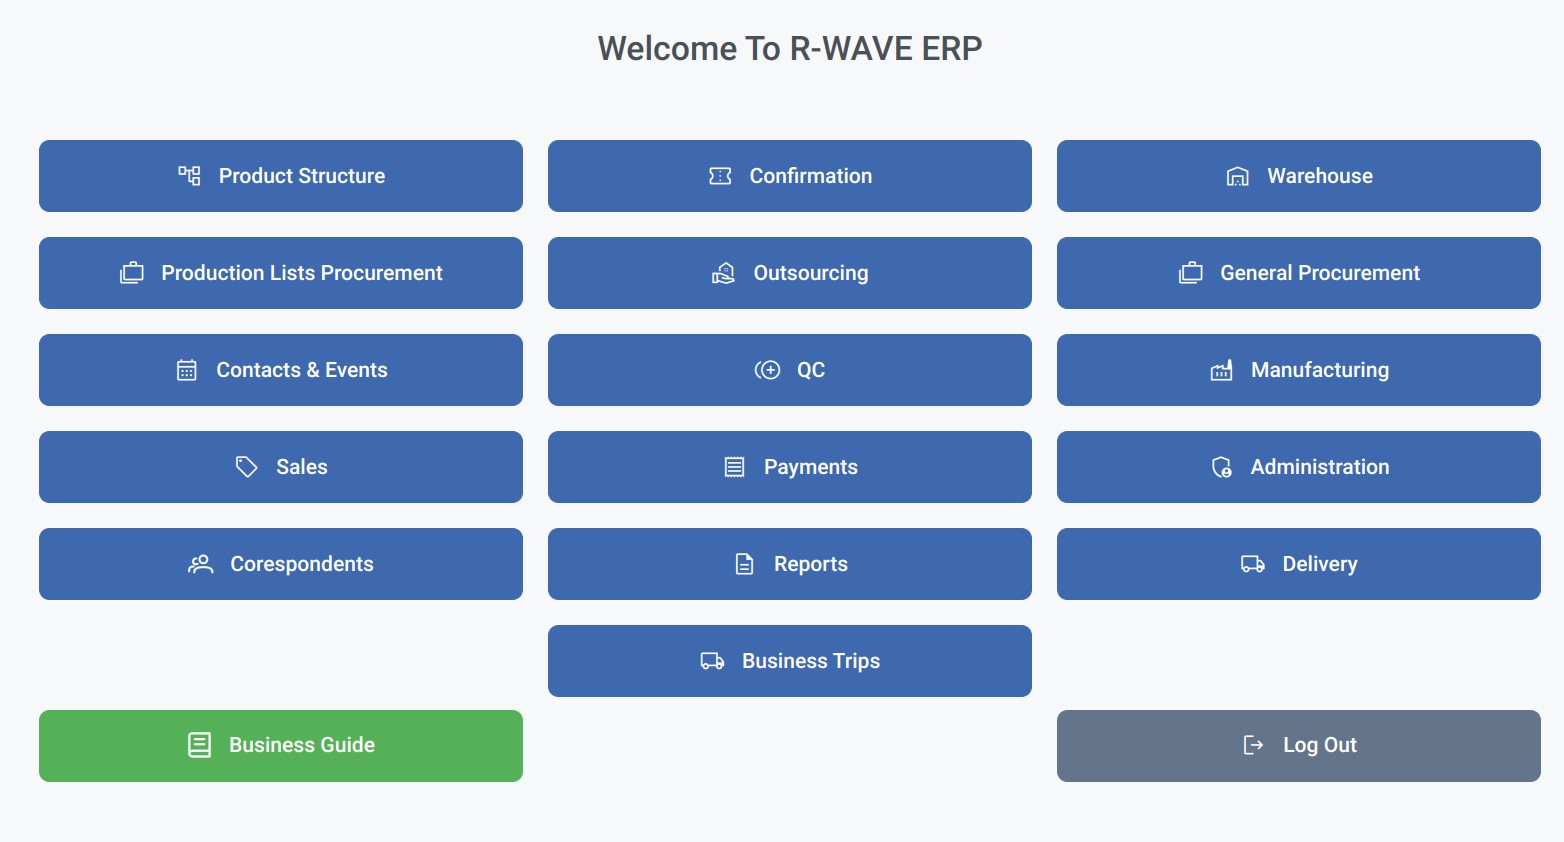 Welcome To R-WAVE ERP
Product Structure
Confirmation
Warehouse
Production Lists Procurement
Outsourcing
General Procurement
Contacts & Events
QC
Manufacturing
Sales
Payments
Administration
Corespondents
Reports
Delivery
Business Trips
Business Guide
Log Out